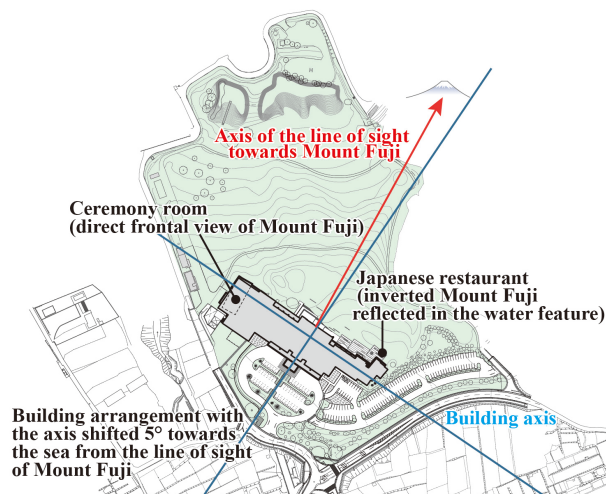 Axis of the line of sight
towards Mount Fuji
Ceremony room
(direct frontal view of Mount Fuji)
Japanese restaurant
(inverted Mount Fuji
reflected in the water feature)
Building axis
Building arrangement with
the axis shifted 5° towards
the sea from the line of sight
of Mount Fuji